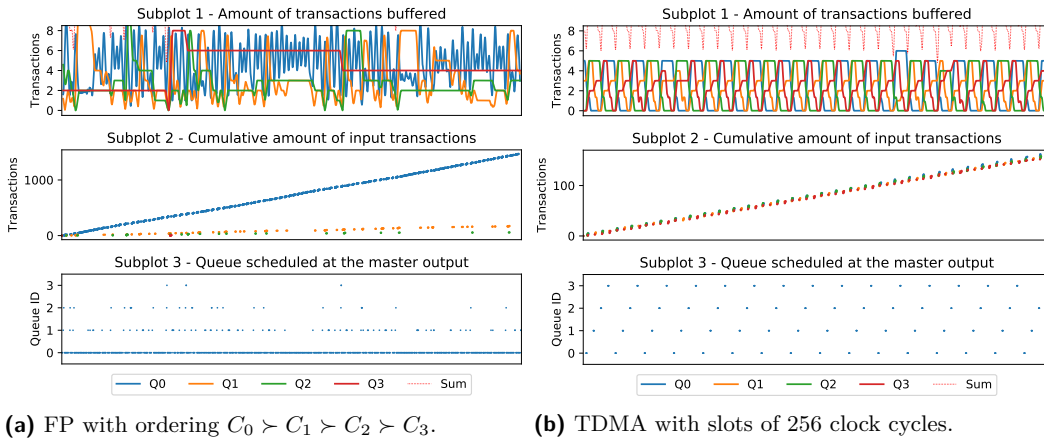 Subplot 1 - Amount of transactions buffered
Transactions
8
6
4
2
0
Subplot 2 - Cumulative amount of input transactions
Transactions
1000
0
Subplot 3 - Queue scheduled at the master output
Queue ID
3
2
1
0
Q0 Q1 Q2 Q3 Sum
(a) FP with ordering C₀ ≻ C₁ ≻ C₂ ≻ C₃.
Subplot 1 - Amount of transactions buffered
Transactions
8
6
4
2
0
Subplot 2 - Cumulative amount of input transactions
Transactions
100
0
Subplot 3 - Queue scheduled at the master output
Queue ID
3
2
1
0
Q0 Q1 Q2 Q3 Sum
(b) TDMA with slots of 256 clock cycles.